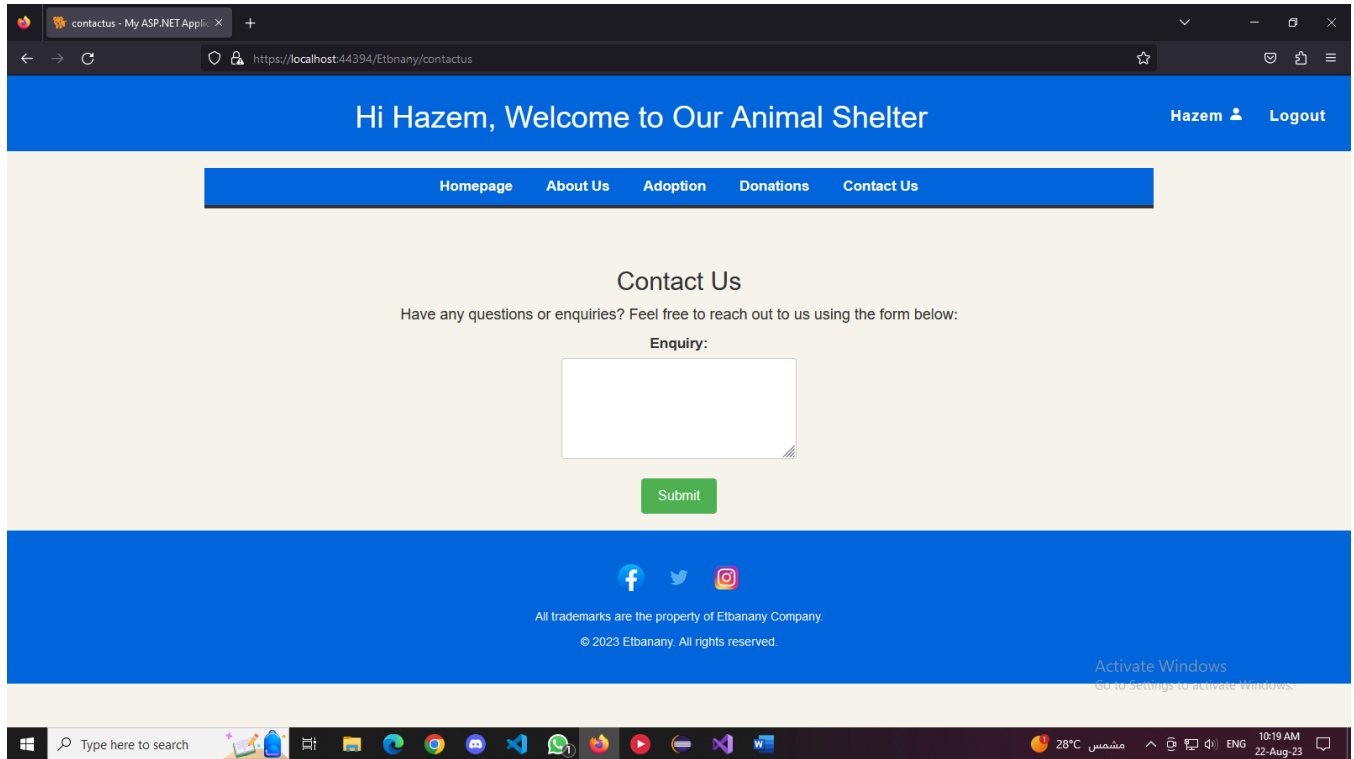 contactus - My ASP.NET Applic
https://localhost:44394/Etbnany/contactus
Hi Hazem, Welcome to Our Animal Shelter
Hazem
Logout
Homepage About Us Adoption Donations Contact Us
Contact Us
Have any questions or enquiries? Feel free to reach out to us using the form below:
Enquiry:
Submit
All trademarks are the property of Etbanany Company.
© 2023 Etbanany. All rights reserved.
Activate Windows
Go to Settings to activate Windows.
Type here to search
1
1
28°C مشمس
ENG
10:19 AM
22-Aug-23